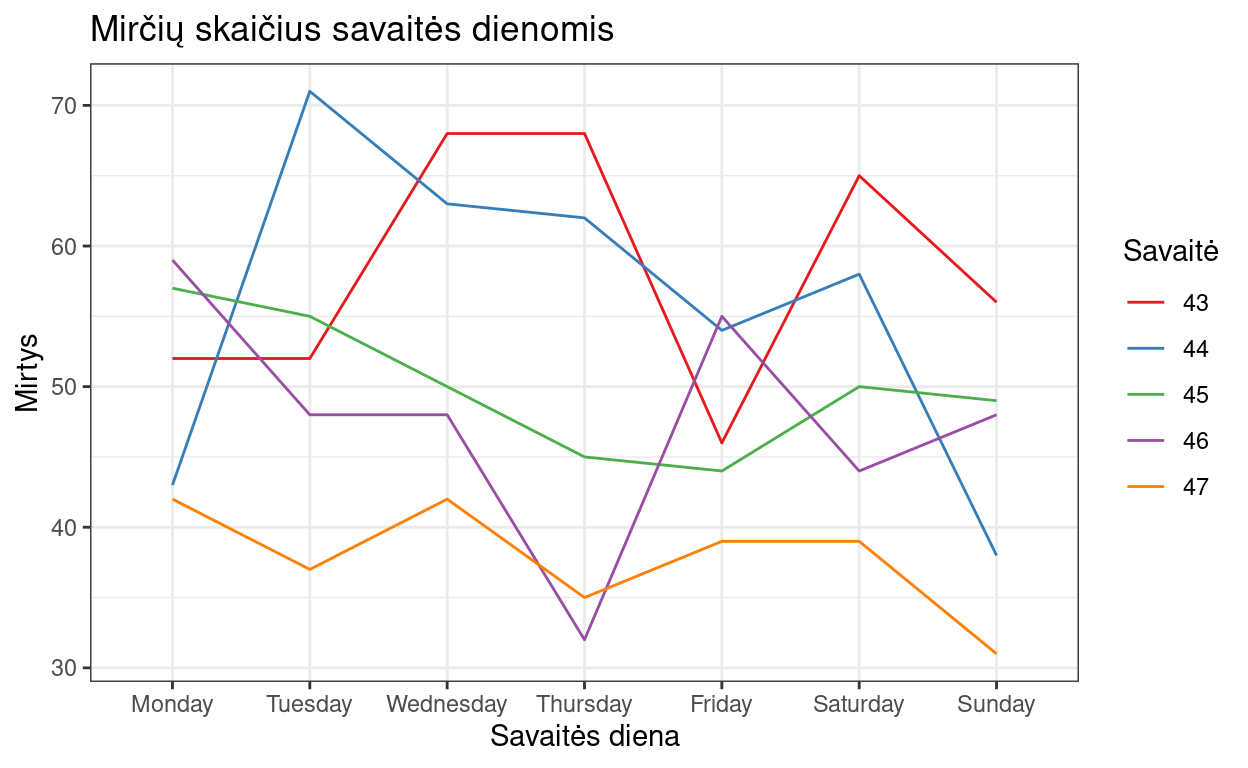 Mirčių skaičius savaitės dienomis
70
60
50
40
30
Mirtys
Monday Tuesday Wednesday Thursday Friday Saturday Sunday
Savaitės diena
Savaitė
43
44
45
46
47